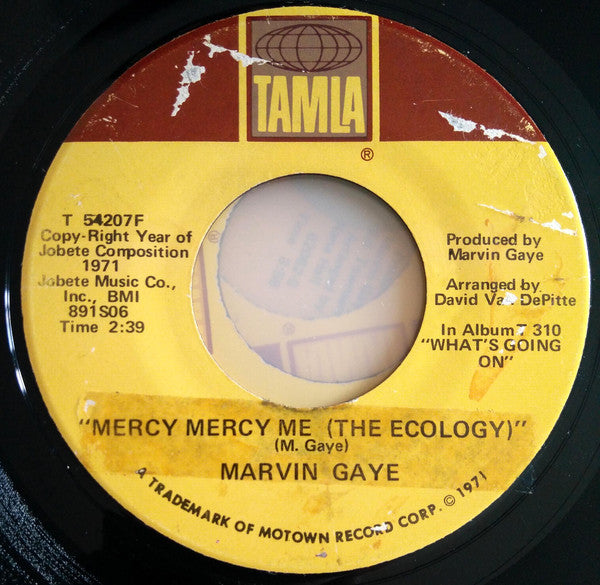 TAMLA
®
T 54207F
Copy-Right Year of
Jobete Composition
1971
Jobete Music Co.,
Inc., BMI
891S06
Time 2:39
Produced by
Marvin Gaye
Arranged by
David Van DePitte
In Album T 310
"WHAT'S GOING
ON"
"MERCY MERCY ME (THE ECOLOGY)"
(M. Gaye)
MARVIN GAYE
A TRADEMARK OF MOTOWN RECORD CORP. © 1971